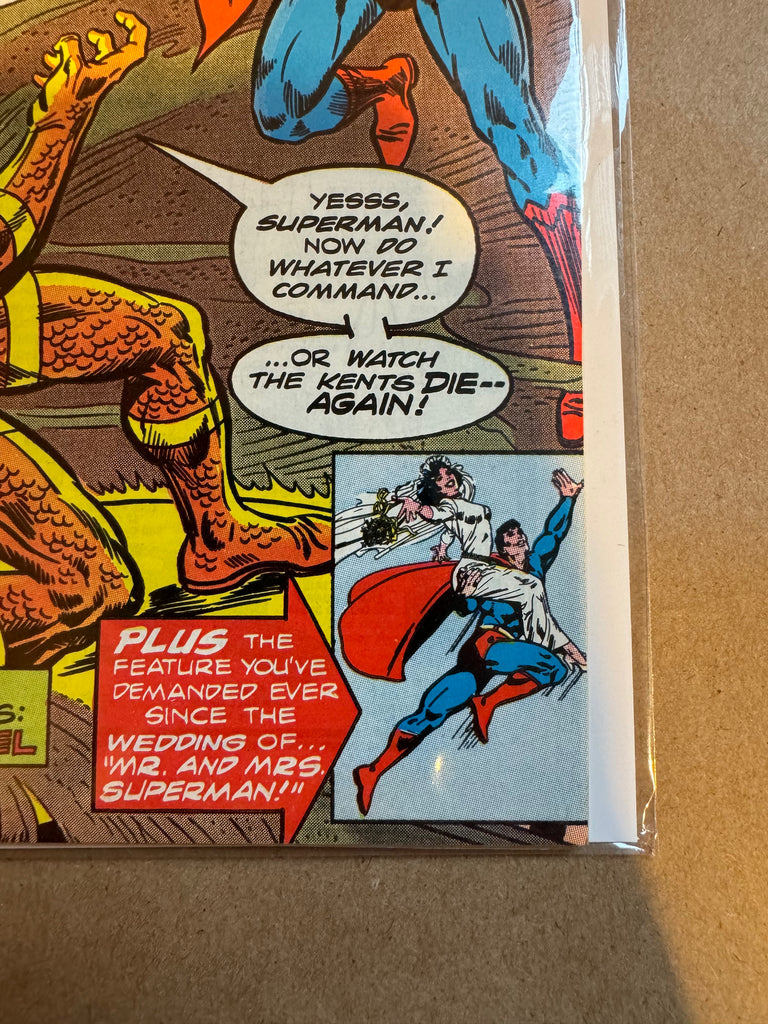 YESSS,
SUPERMAN!
NOW DO
WHATEVER I
COMMAND...
...OR WATCH
THE KENTS DIE--
AGAIN!
PLUS THE
FEATURE YOU'VE
DEMANDED EVER
SINCE THE
WEDDING OF...
"MR. AND MRS.
SUPERMAN!"
S:
EL